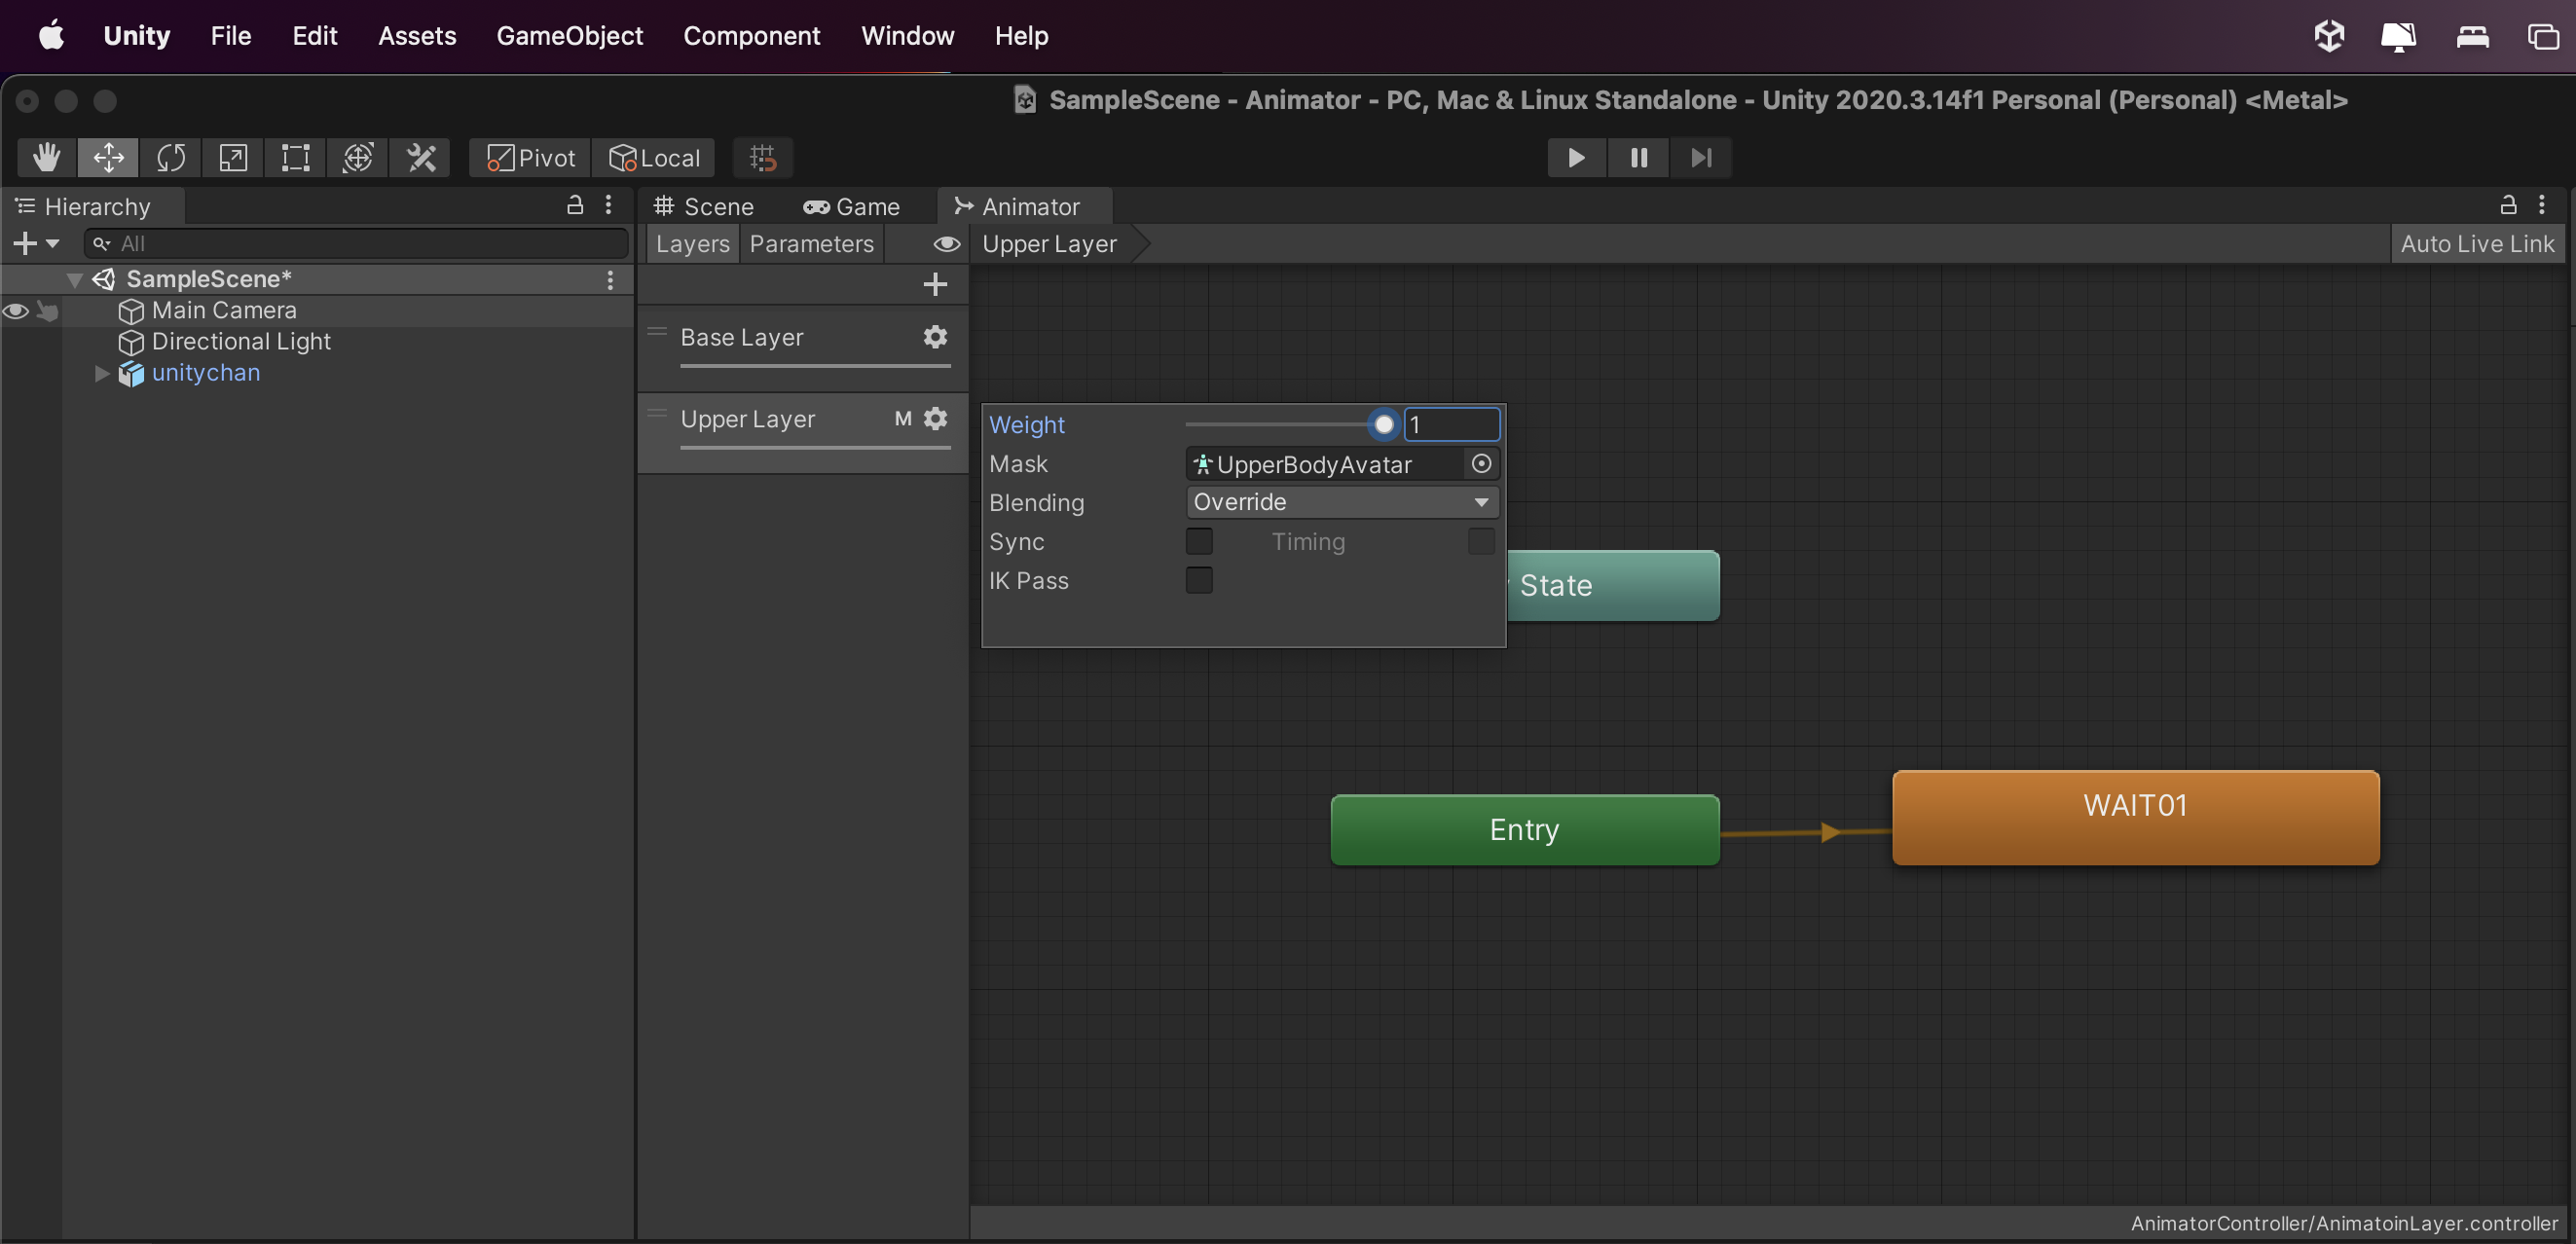 Unity File Edit Assets GameObject Component Window Help
SampleScene - Animator - PC, Mac & Linux Standalone - Unity 2020.3.14f1 Personal (Personal) <Metal>
Pivot Local
Hierarchy
All
SampleScene*
Main Camera
Directional Light
unitychan
Scene Game Animator
Layers Parameters Upper Layer Auto Live Link
Base Layer
Upper Layer M
Weight 1
Mask UpperBodyAvatar
Blending Override
Sync Timing
IK Pass
State
Entry
WAIT01
AnimatorController/AnimatoinLayer.controller